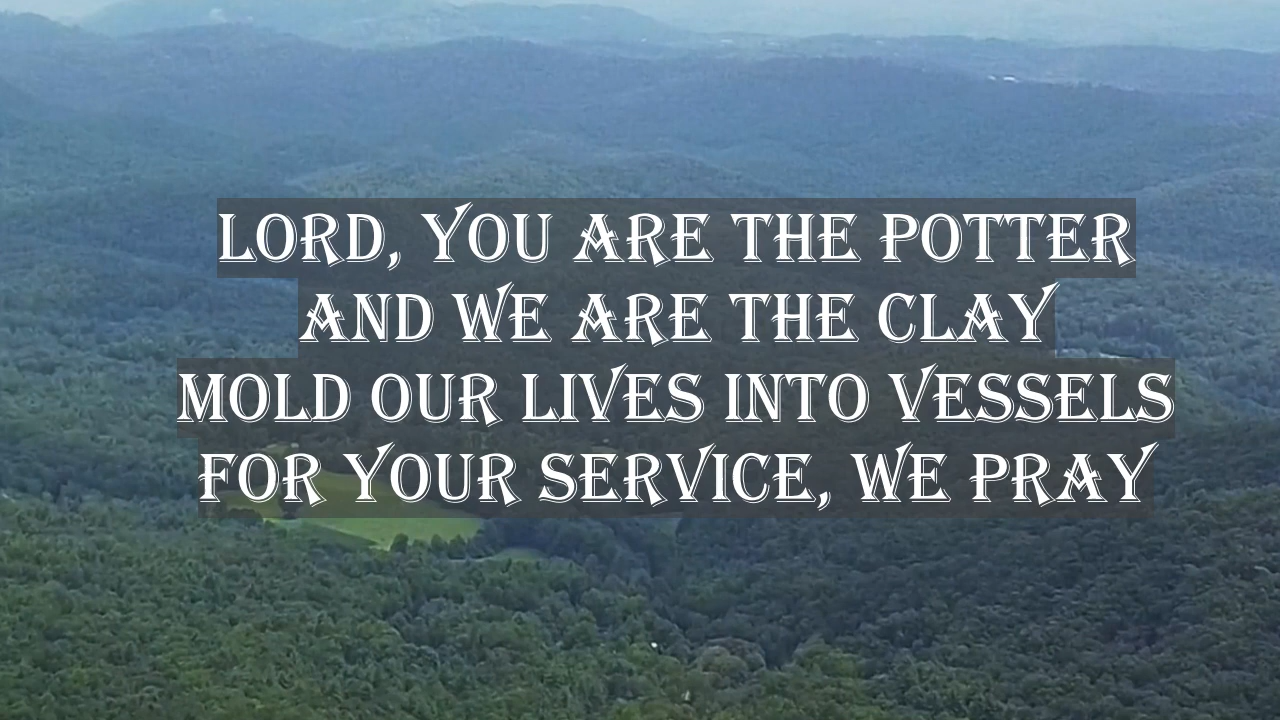 LORD, YOU ARE THE POTTER
AND WE ARE THE CLAY
MOLD OUR LIVES INTO VESSELS
FOR YOUR SERVICE, WE PRAY